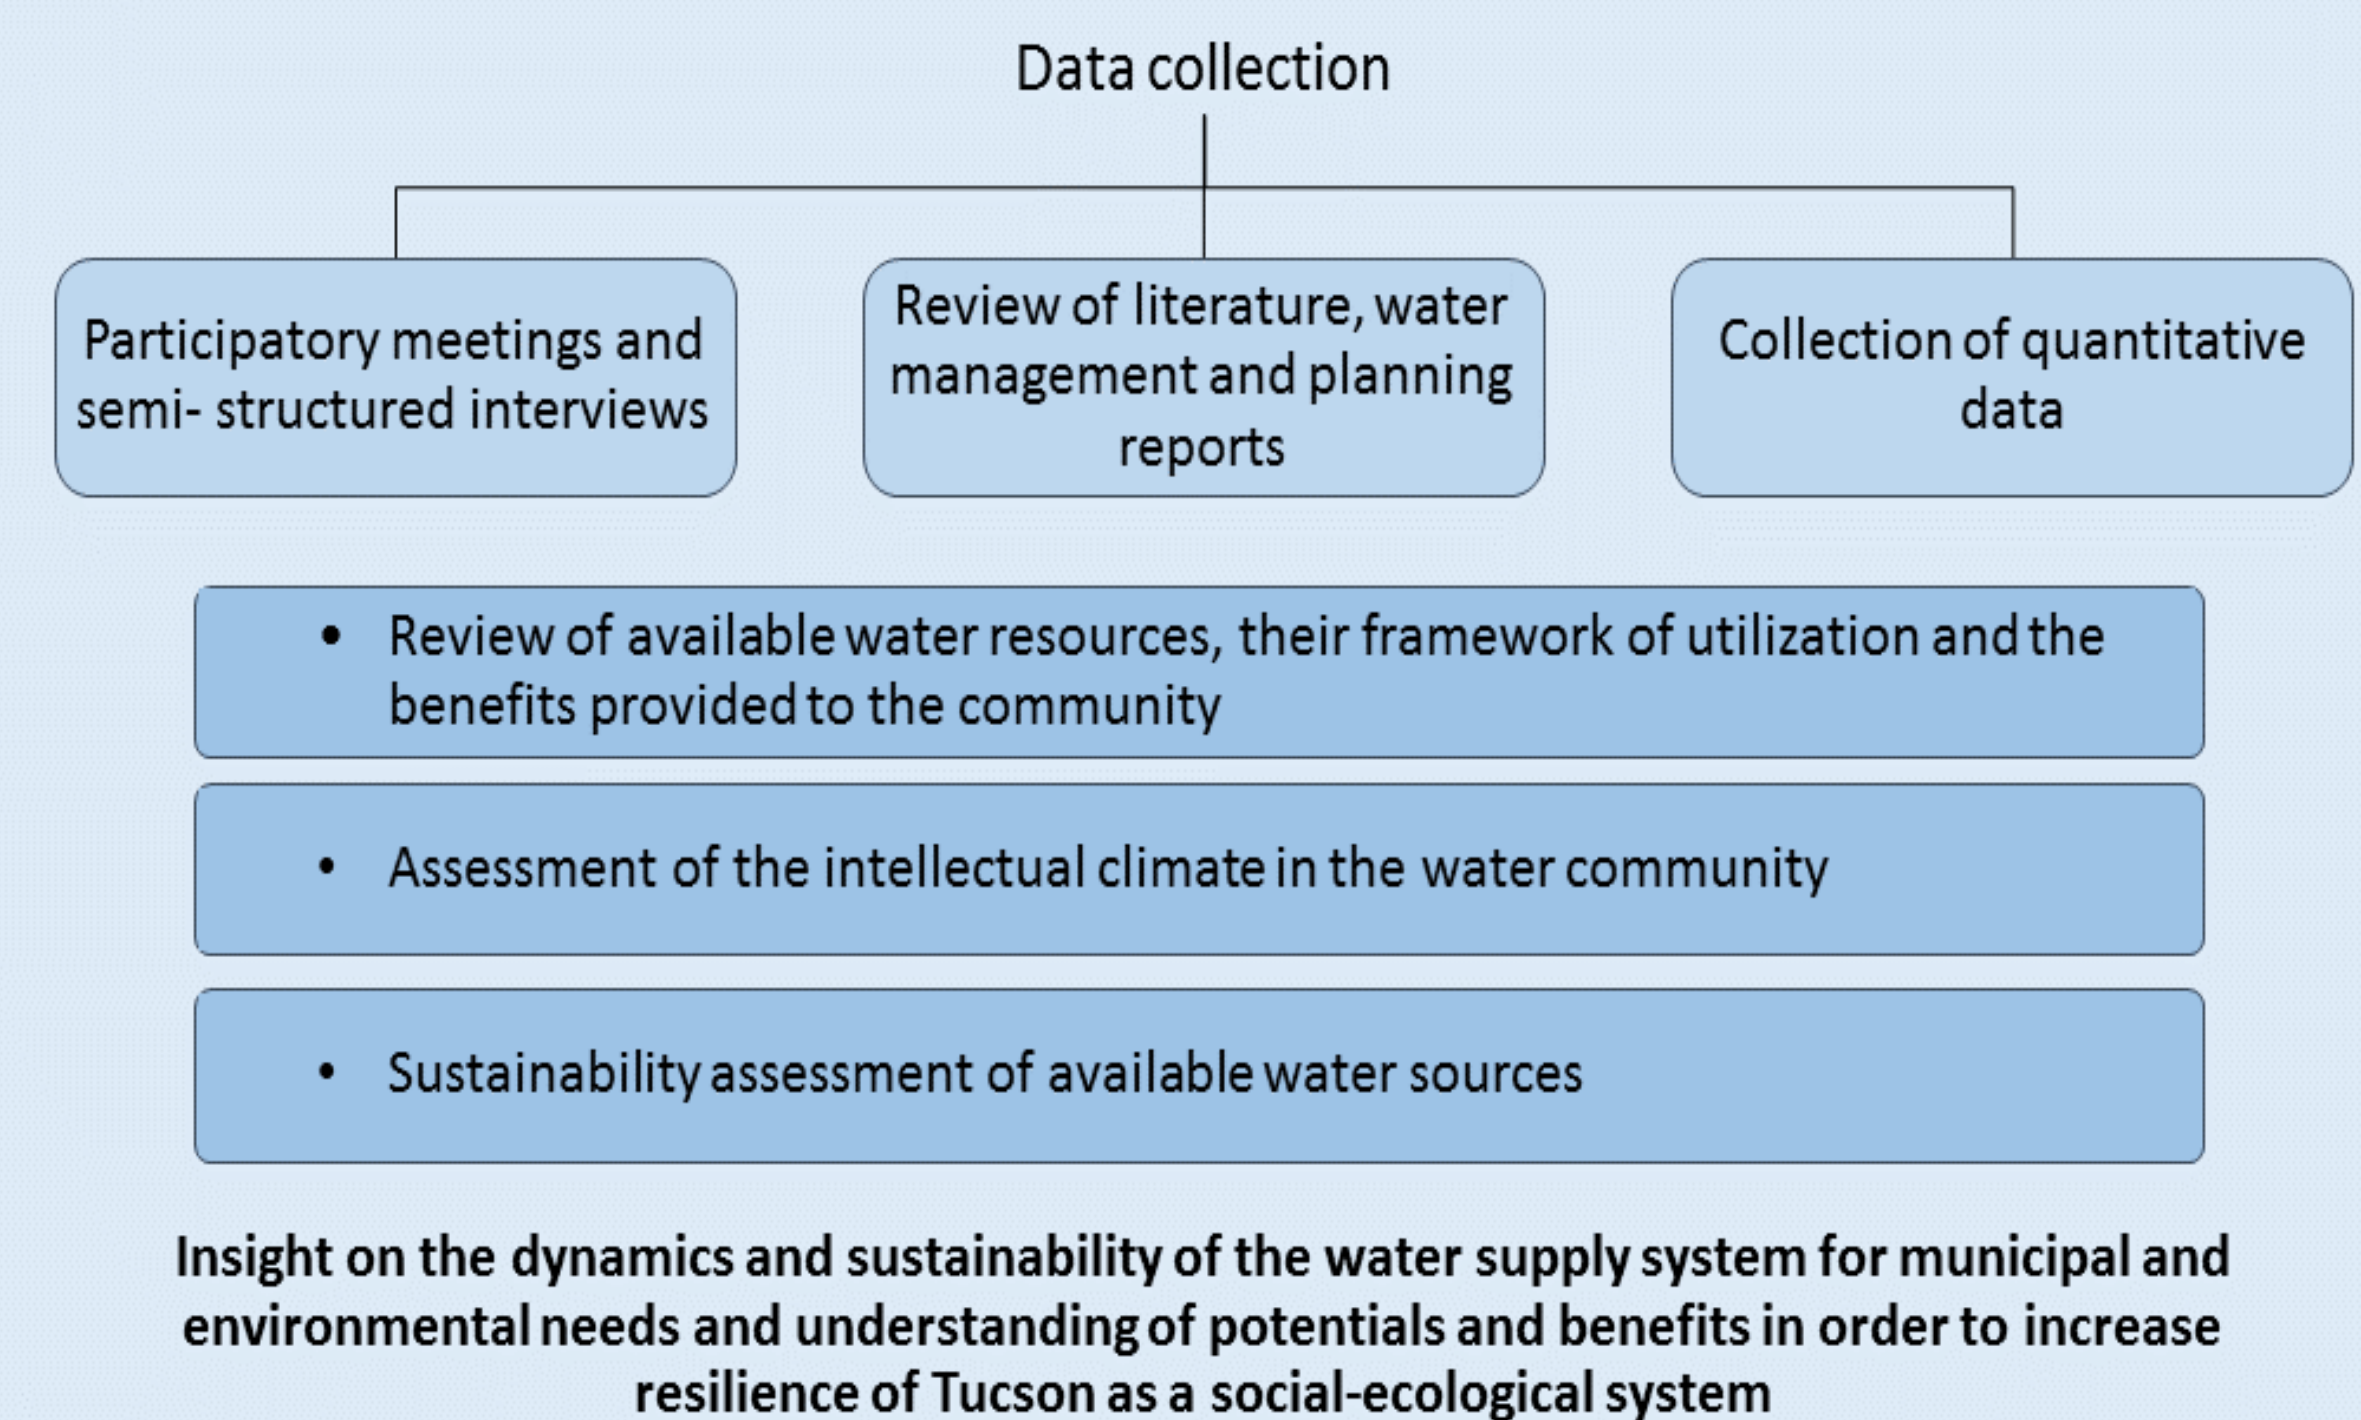 Data collection
Participatory meetings and
semi- structured interviews
Review of literature, water
management and planning
reports
Collection of quantitative
data
• Review of available water resources, their framework of utilization and the
benefits provided to the community
• Assessment of the intellectual climate in the water community
• Sustainability assessment of available water sources
Insight on the dynamics and sustainability of the water supply system for municipal and
environmental needs and understanding of potentials and benefits in order to increase
resilience of Tucson as a social-ecological system